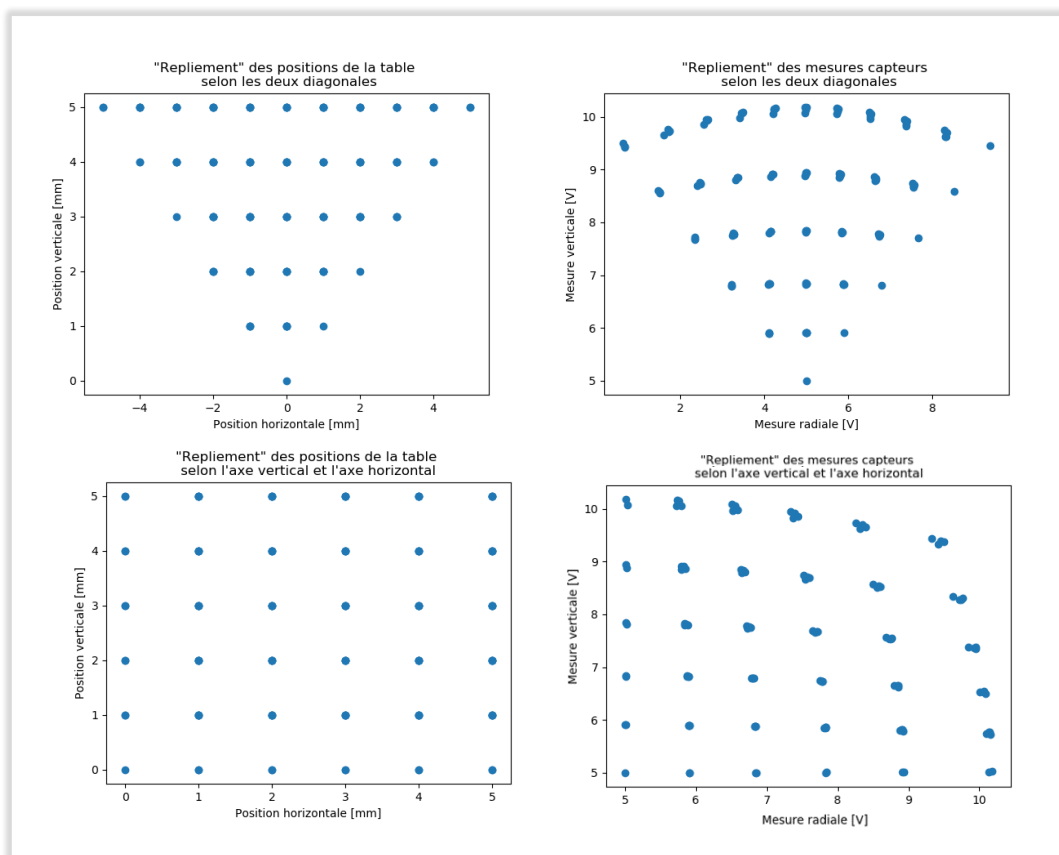 "Repliement" des positions de la table
selon les deux diagonales
5
4
3
2
1
0
Position verticale [mm]
−4
−2
0
2
4
Position horizontale [mm]
"Repliement" des mesures capteurs
selon les deux diagonales
10
9
8
7
6
5
Mesure verticale [V]
2
4
6
8
Mesure radiale [V]
"Repliement" des positions de la table
selon l'axe vertical et l'axe horizontal
5
4
3
2
1
0
Position verticale [mm]
0
1
2
3
4
5
Position horizontale [mm]
"Repliement" des mesures capteurs
selon l'axe vertical et l'axe horizontal
10
9
8
7
6
5
Mesure verticale [V]
5
6
7
8
9
10
Mesure radiale [V]